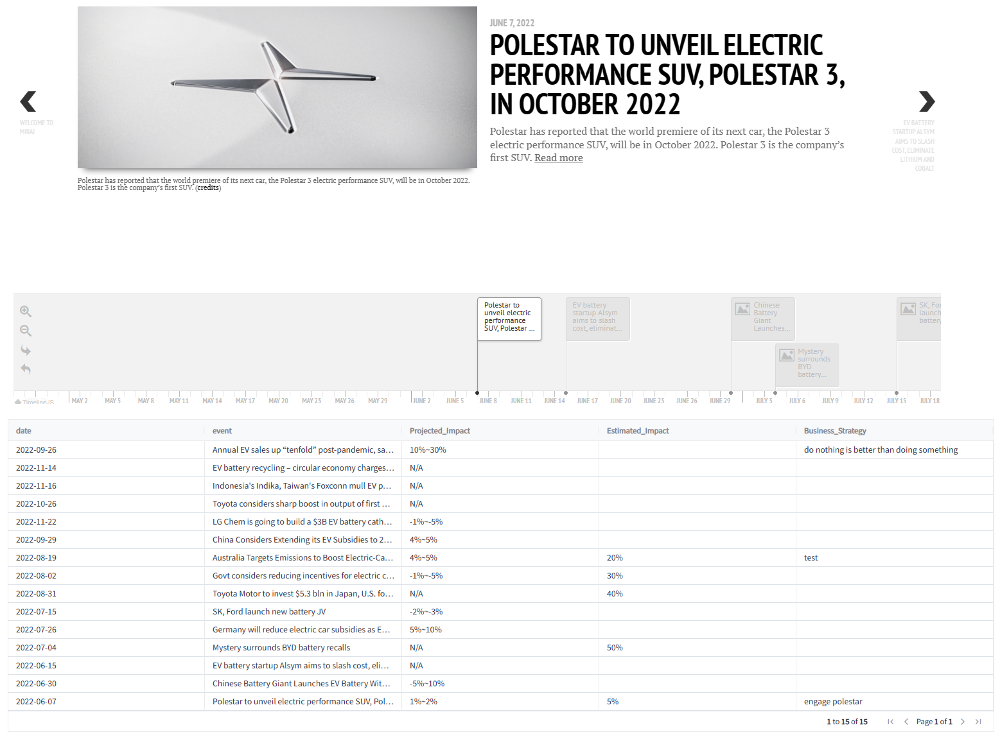 JUNE 7, 2022
POLESTAR TO UNVEIL ELECTRIC
PERFORMANCE SUV, POLESTAR 3,
IN OCTOBER 2022
Polestar has reported that the world premiere of its next car, the Polestar 3
electric performance SUV, will be in October 2022. Polestar 3 is the company’s
first SUV. Read more
WELCOME TO
MIRAI
EV BATTERY
STARTUP ALSYM
AIMS TO SLASH
COST, ELIMINATE
LITHIUM AND
COBALT
Polestar has reported that the world premiere of its next car, the Polestar 3 electric performance SUV, will be in October 2022.
Polestar 3 is the company’s first SUV. (credits)
Polestar to
unveil electric
performance
SUV, Polestar ...
EV battery
startup Alsym
aims to slash
cost, eliminat...
Chinese
Battery
Giant
Launches...
Mystery
surrounds
BYD
battery...
SK, For
launch
battery
TimelineJS
MAY 2 MAY 5 MAY 8 MAY 11 MAY 14 MAY 17 MAY 20 MAY 23 MAY 26 MAY 29 JUNE 2 JUNE 5 JUNE 8 JUNE 11 JUNE 14 JUNE 17 JUNE 20 JUNE 23 JUNE 26 JUNE 29 JULY 3 JULY 6 JULY 9 JULY 12 JULY 15 JULY 18
date event Projected_Impact Estimated_Impact Business_Strategy
2022-09-26 Annual EV sales up “tenfold” post-pandemic, sa... 10%~30% do nothing is better than doing something
2022-11-14 EV battery recycling – circular economy charges... N/A
2022-11-16 Indonesia's Indika, Taiwan's Foxconn mull EV p... N/A
2022-10-26 Toyota considers sharp boost in output of first ... N/A
2022-11-22 LG Chem is going to build a $3B EV battery cath... -1%~-5%
2022-09-29 China Considers Extending its EV Subsidies to 2... 4%~5%
2022-08-19 Australia Targets Emissions to Boost Electric-Ca... 4%~5% 20% test
2022-08-02 Govt considers reducing incentives for electric c... -1%~-5% 30%
2022-08-31 Toyota Motor to invest $5.3 bln in Japan, U.S. fo... N/A 40%
2022-07-15 SK, Ford launch new battery JV -2%~-3%
2022-07-26 Germany will reduce electric car subsidies as E... 5%~10%
2022-07-04 Mystery surrounds BYD battery recalls N/A 50%
2022-06-15 EV battery startup Alsym aims to slash cost, eli... N/A
2022-06-30 Chinese Battery Giant Launches EV Battery Wit... -5%~10%
2022-06-07 Polestar to unveil electric performance SUV, Pol... 1%~2% 5% engage polestar
1 to 15 of 15 Page 1 of 1